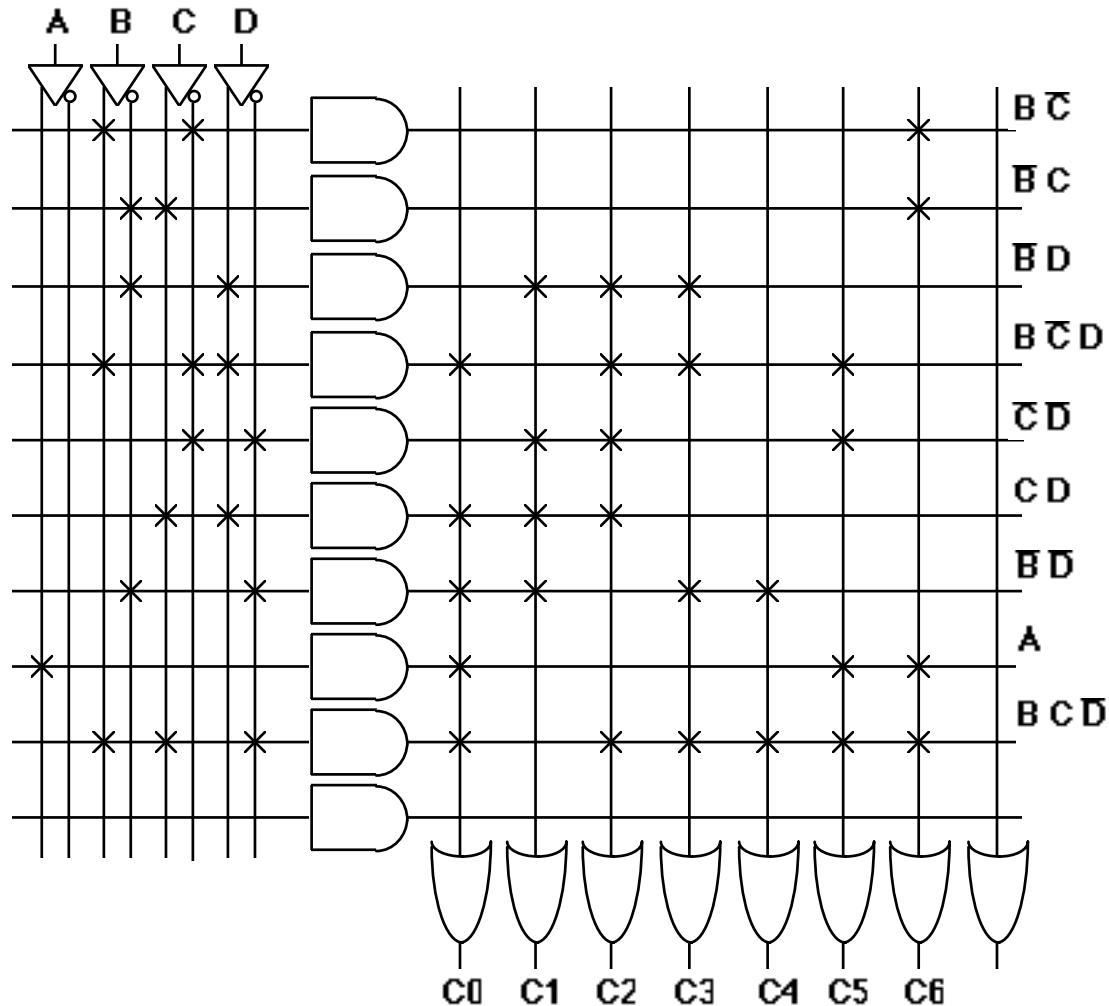 A B C D
B C̅
B̅ C
B̅ D
B C̅ D
C̅ D̅
C D
B̅ D̅
A
B C D̅
C0 C1 C2 C3 C4 C5 C6